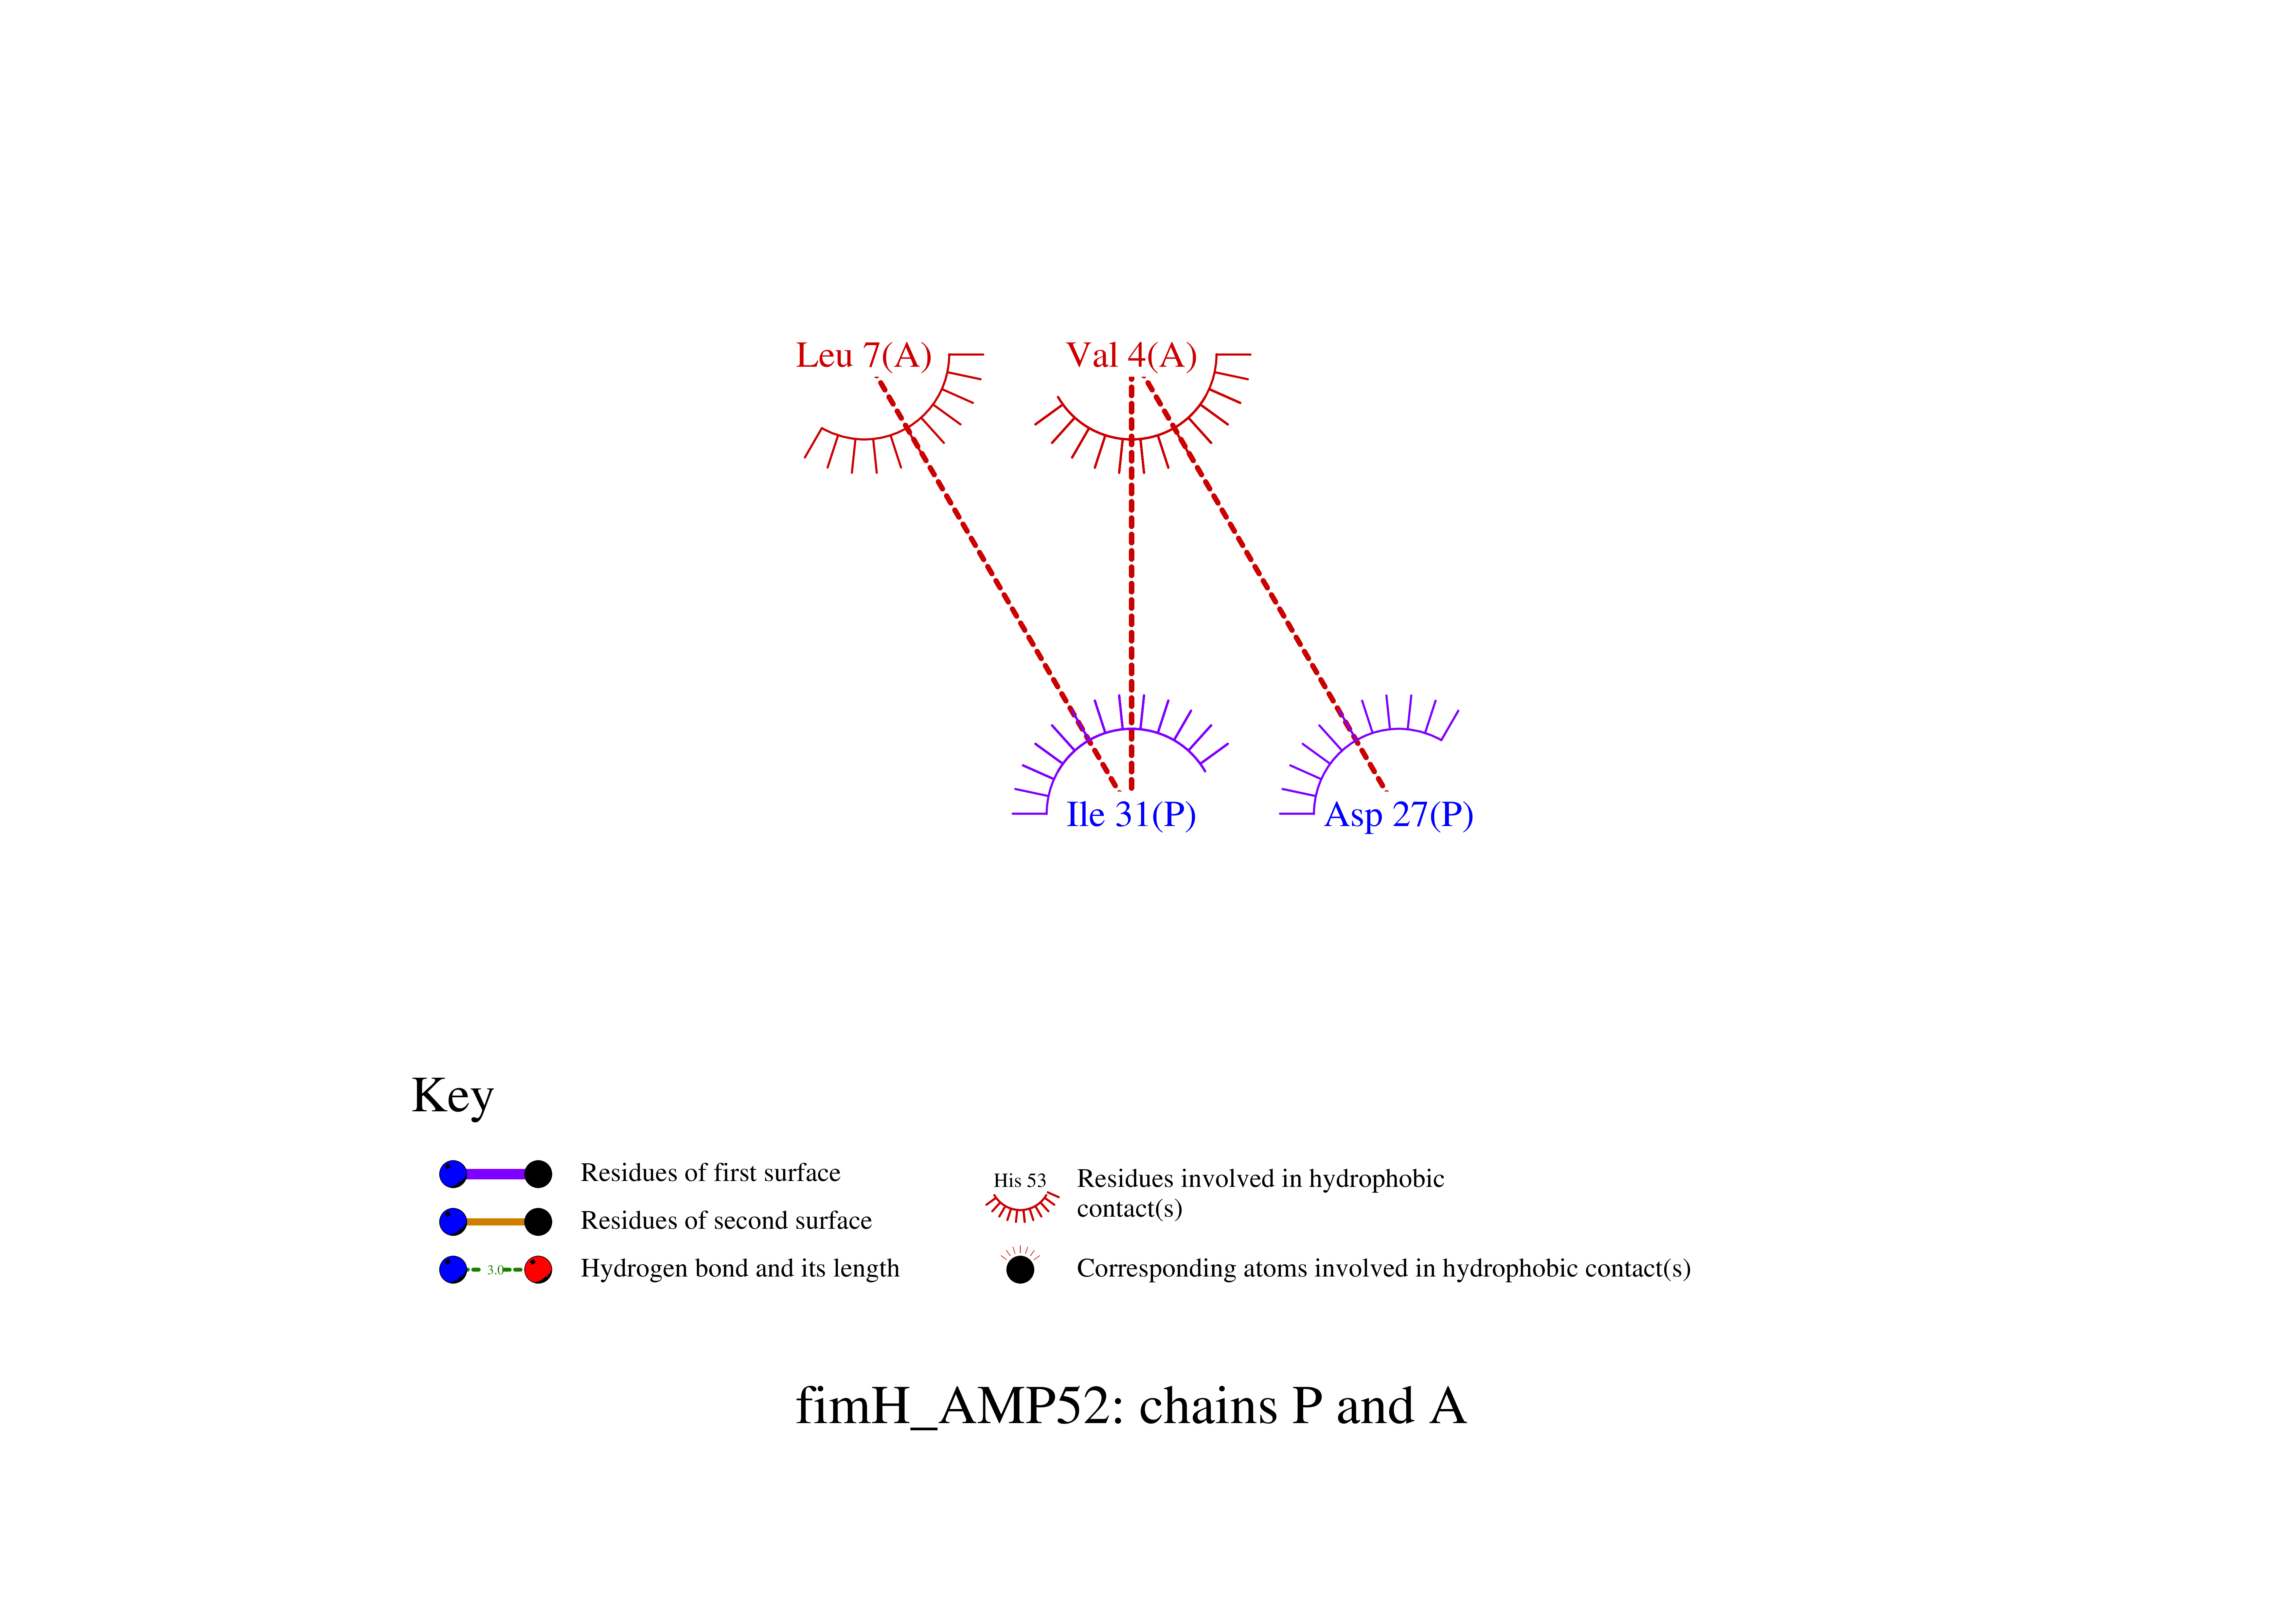 Leu 7(A) Val 4(A)
Ile 31(P) Asp 27(P)
Key
Residues of first surface
Residues of second surface
3.0
Hydrogen bond and its length
His 53
Residues involved in hydrophobic
contact(s)
Corresponding atoms involved in hydrophobic contact(s)
fimH_AMP52: chains P and A